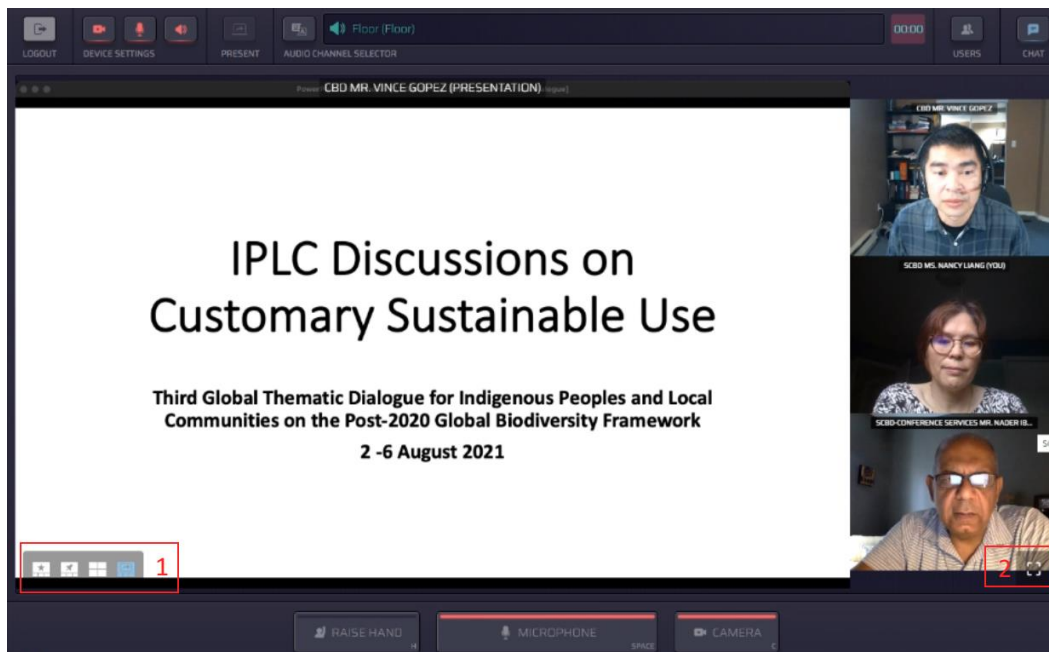 Floor (Floor)
00:00
LOGOUT
DEVICE SETTINGS
PRESENT
AUDIO CHANNEL SELECTOR
USERS
CHAT
CBD MR. VINCE GOPEZ (PRESENTATION)
CBD MR. VINCE GOPEZ
IPLC Discussions on
Customary Sustainable Use
SCBD MS. NANCY LIANG (YOU)
Third Global Thematic Dialogue for Indigenous Peoples and Local
Communities on the Post-2020 Global Biodiversity Framework
2 -6 August 2021
SCBD-CONFERENCE SERVICES MR. NADER IB...
1
2
RAISE HAND
H
MICROPHONE
SPACE
CAMERA
C